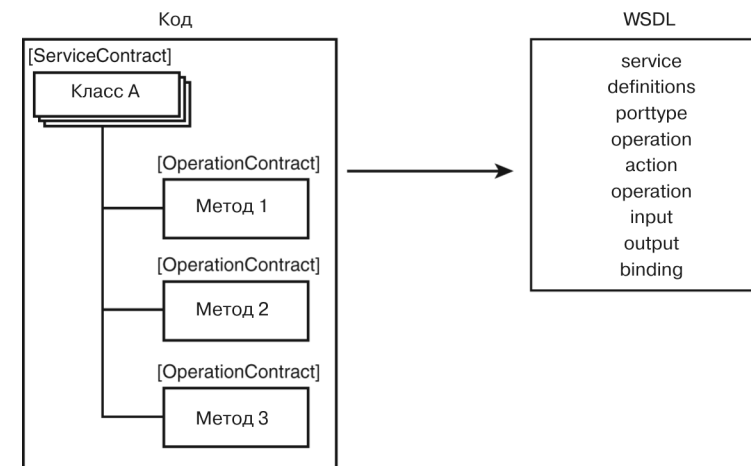 Код
[ServiceContract]
Класс А
[OperationContract]
Метод 1
[OperationContract]
Метод 2
[OperationContract]
Метод 3
WSDL
service
definitions
porttype
operation
action
operation
input
output
binding